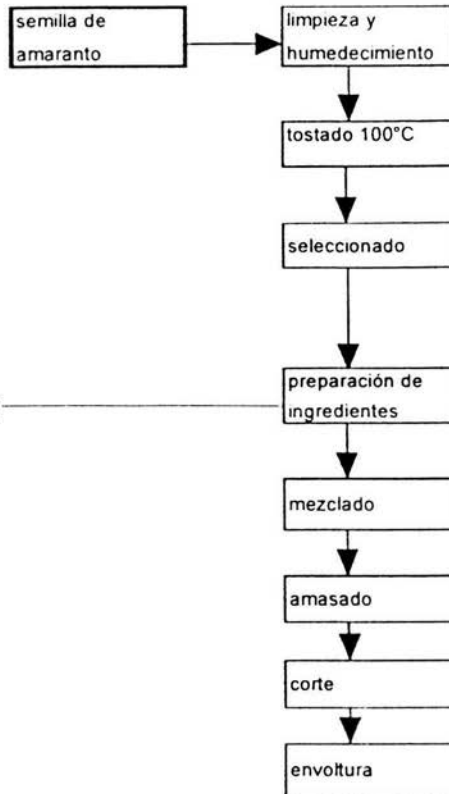 semilla de
amaranto
limpieza y
humedecimiento
tostado 100°C
seleccionado
preparación de
ingredientes
mezclado
amasado
corte
envoltura